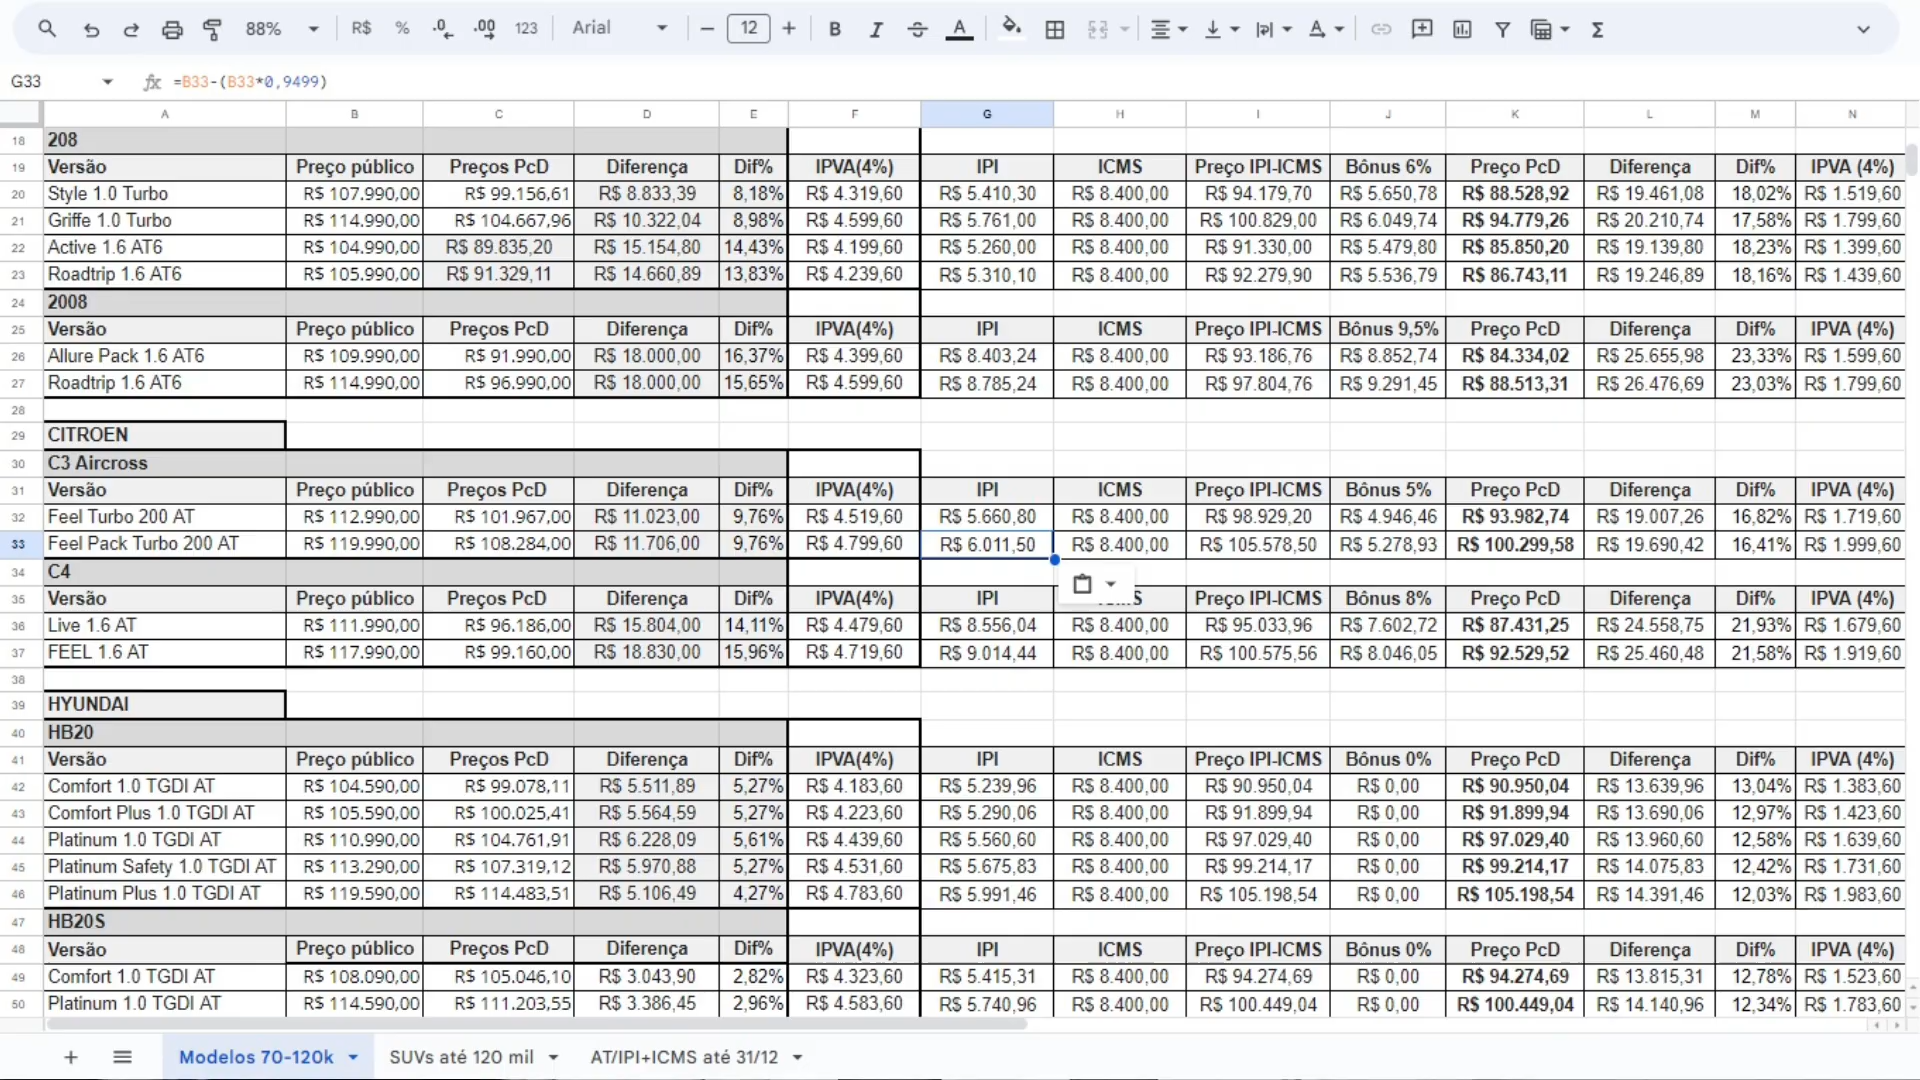 88% R$ % .0 .00 123 Arial 12 B I A
G33 fx =B33-(B33*0,9499)
A B C D E F G H I J K L M N
18 208
19 Versão Preço público Preços PcD Diferença Dif% IPVA(4%) IPI ICMS Preço IPI-ICMS Bônus 6% Preço PcD Diferença Dif% IPVA (4%)
20 Style 1.0 Turbo R$ 107.990,00 R$ 99.156,61 R$ 8.833,39 8,18% R$ 4.319,60 R$ 5.410,30 R$ 8.400,00 R$ 94.179,70 R$ 5.650,78 R$ 88.528,92 R$ 19.461,08 18,02% R$ 1.519,60
21 Griffe 1.0 Turbo R$ 114.990,00 R$ 104.667,96 R$ 10.322,04 8,98% R$ 4.599,60 R$ 5.761,00 R$ 8.400,00 R$ 100.829,00 R$ 6.049,74 R$ 94.779,26 R$ 20.210,74 17,58% R$ 1.799,60
22 Active 1.6 AT6 R$ 104.990,00 R$ 89.835,20 R$ 15.154,80 14,43% R$ 4.199,60 R$ 5.260,00 R$ 8.400,00 R$ 91.330,00 R$ 5.479,80 R$ 85.850,20 R$ 19.139,80 18,23% R$ 1.399,60
23 Roadtrip 1.6 AT6 R$ 105.990,00 R$ 91.329,11 R$ 14.660,89 13,83% R$ 4.239,60 R$ 5.310,10 R$ 8.400,00 R$ 92.279,90 R$ 5.536,79 R$ 86.743,11 R$ 19.246,89 18,16% R$ 1.439,60
24 2008
25 Versão Preço público Preços PcD Diferença Dif% IPVA(4%) IPI ICMS Preço IPI-ICMS Bônus 9,5% Preço PcD Diferença Dif% IPVA (4%)
26 Allure Pack 1.6 AT6 R$ 109.990,00 R$ 91.990,00 R$ 18.000,00 16,37% R$ 4.399,60 R$ 8.403,24 R$ 8.400,00 R$ 93.186,76 R$ 8.852,74 R$ 84.334,02 R$ 25.655,98 23,33% R$ 1.599,60
27 Roadtrip 1.6 AT6 R$ 114.990,00 R$ 96.990,00 R$ 18.000,00 15,65% R$ 4.599,60 R$ 8.785,24 R$ 8.400,00 R$ 97.804,76 R$ 9.291,45 R$ 88.513,31 R$ 26.476,69 23,03% R$ 1.799,60
28
29 CITROEN
30 C3 Aircross
31 Versão Preço público Preços PcD Diferença Dif% IPVA(4%) IPI ICMS Preço IPI-ICMS Bônus 5% Preço PcD Diferença Dif% IPVA (4%)
32 Feel Turbo 200 AT R$ 112.990,00 R$ 101.967,00 R$ 11.023,00 9,76% R$ 4.519,60 R$ 5.660,80 R$ 8.400,00 R$ 98.929,20 R$ 4.946,46 R$ 93.982,74 R$ 19.007,26 16,82% R$ 1.719,60
33 Feel Pack Turbo 200 AT R$ 119.990,00 R$ 108.284,00 R$ 11.706,00 9,76% R$ 4.799,60 R$ 6.011,50 R$ 8.400,00 R$ 105.578,50 R$ 5.278,93 R$ 100.299,58 R$ 19.690,42 16,41% R$ 1.999,60
34 C4
35 Versão Preço público Preços PcD Diferença Dif% IPVA(4%) IPI Preço IPI-ICMS Bônus 8% Preço PcD Diferença Dif% IPVA (4%)
36 Live 1.6 AT R$ 111.990,00 R$ 96.186,00 R$ 15.804,00 14,11% R$ 4.479,60 R$ 8.556,04 R$ 8.400,00 R$ 95.033,96 R$ 7.602,72 R$ 87.431,25 R$ 24.558,75 21,93% R$ 1.679,60
37 FEEL 1.6 AT R$ 117.990,00 R$ 99.160,00 R$ 18.830,00 15,96% R$ 4.719,60 R$ 9.014,44 R$ 8.400,00 R$ 100.575,56 R$ 8.046,05 R$ 92.529,52 R$ 25.460,48 21,58% R$ 1.919,60
38
39 HYUNDAI
40 HB20
41 Versão Preço público Preços PcD Diferença Dif% IPVA(4%) IPI ICMS Preço IPI-ICMS Bônus 0% Preço PcD Diferença Dif% IPVA (4%)
42 Comfort 1.0 TGDI AT R$ 104.590,00 R$ 99.078,11 R$ 5.511,89 5,27% R$ 4.183,60 R$ 5.239,96 R$ 8.400,00 R$ 90.950,04 R$ 0,00 R$ 90.950,04 R$ 13.639,96 13,04% R$ 1.383,60
43 Comfort Plus 1.0 TGDI AT R$ 105.590,00 R$ 100.025,41 R$ 5.564,59 5,27% R$ 4.223,60 R$ 5.290,06 R$ 8.400,00 R$ 91.899,94 R$ 0,00 R$ 91.899,94 R$ 13.690,06 12,97% R$ 1.423,60
44 Platinum 1.0 TGDI AT R$ 110.990,00 R$ 104.761,91 R$ 6.228,09 5,61% R$ 4.439,60 R$ 5.560,60 R$ 8.400,00 R$ 97.029,40 R$ 0,00 R$ 97.029,40 R$ 13.960,60 12,58% R$ 1.639,60
45 Platinum Safety 1.0 TGDI AT R$ 113.290,00 R$ 107.319,12 R$ 5.970,88 5,27% R$ 4.531,60 R$ 5.675,83 R$ 8.400,00 R$ 99.214,17 R$ 0,00 R$ 99.214,17 R$ 14.075,83 12,42% R$ 1.731,60
46 Platinum Plus 1.0 TGDI AT R$ 119.590,00 R$ 114.483,51 R$ 5.106,49 4,27% R$ 4.783,60 R$ 5.991,46 R$ 8.400,00 R$ 105.198,54 R$ 0,00 R$ 105.198,54 R$ 14.391,46 12,03% R$ 1.983,60
47 HB20S
48 Versão Preço público Preços PcD Diferença Dif% IPVA(4%) IPI ICMS Preço IPI-ICMS Bônus 0% Preço PcD Diferença Dif% IPVA (4%)
49 Comfort 1.0 TGDI AT R$ 108.090,00 R$ 105.046,10 R$ 3.043,90 2,82% R$ 4.323,60 R$ 5.415,31 R$ 8.400,00 R$ 94.274,69 R$ 0,00 R$ 94.274,69 R$ 13.815,31 12,78% R$ 1.523,60
50 Platinum 1.0 TGDI AT R$ 114.590,00 R$ 111.203,55 R$ 3.386,45 2,96% R$ 4.583,60 R$ 5.740,96 R$ 8.400,00 R$ 100.449,04 R$ 0,00 R$ 100.449,04 R$ 14.140,96 12,34% R$ 1.783,60
Modelos 70-120k SUVs até 120 mil AT/IPI+ICMS até 31/12